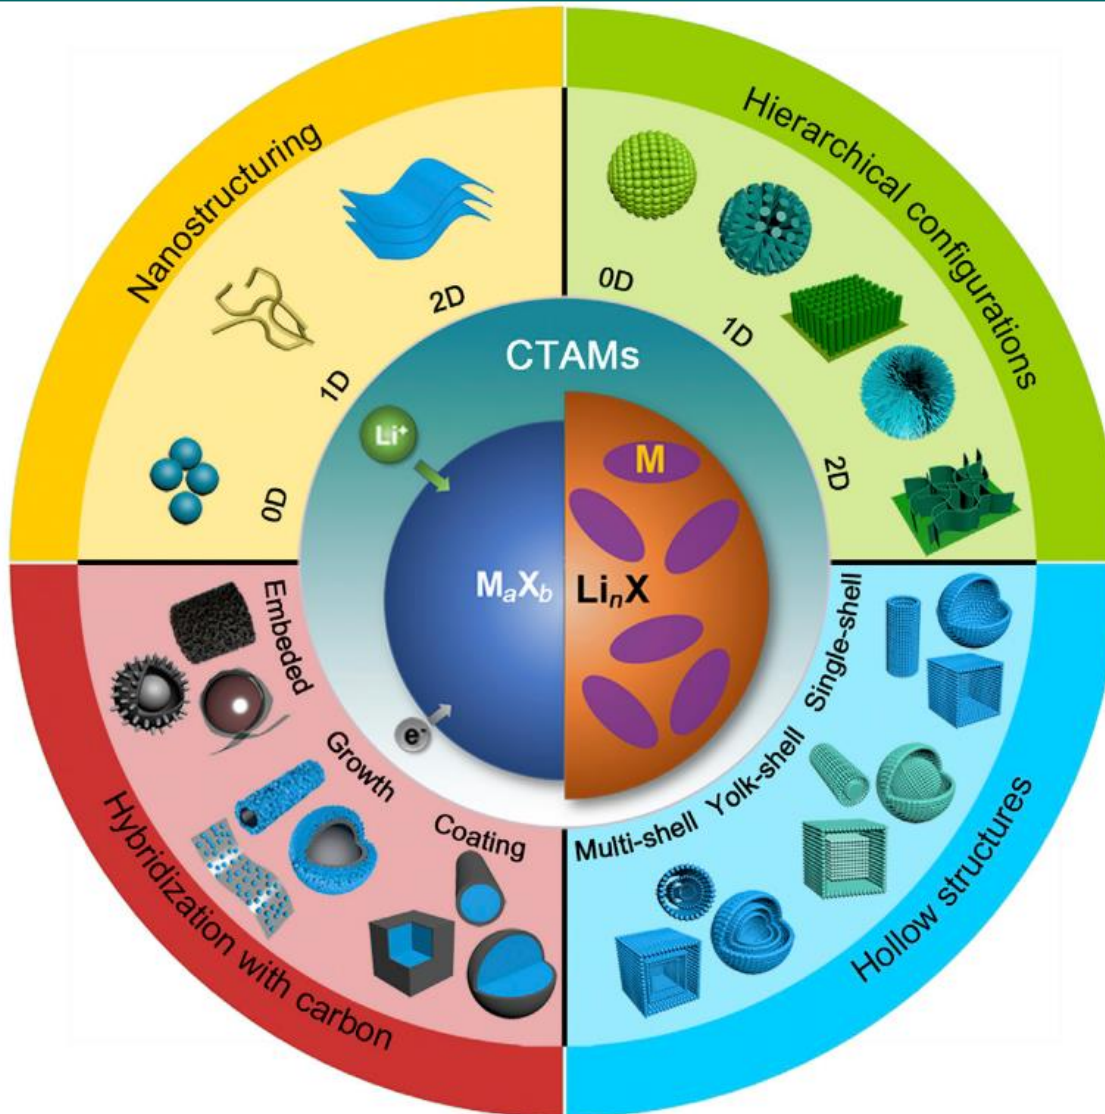 Nanostructuring
2D
1D
0D
Hierarchical configurations
0D
1D
2D
CTAMs
Li⁺
MₐX_b
e⁻
M
LiₙX
Embeded
Growth
Coating
Hybridization with carbon
Single-shell
Yolk-shell
Multi-shell
Hollow structures